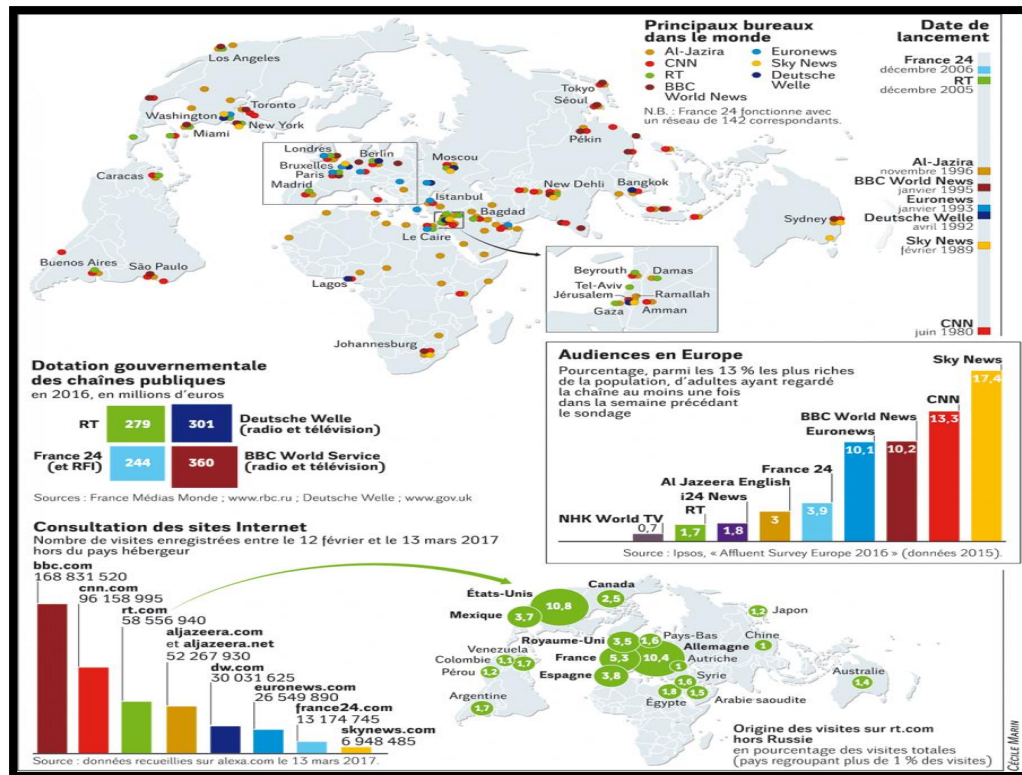 Principaux bureaux
dans le monde
Al-Jazira
CNN
RT
BBC
World News
Euronews
Sky News
Deutsche
Welle
N.B. : France 24 fonctionne avec
un réseau de 142 correspondants.
Date de
lancement
France 24
décembre 2006
RT
décembre 2005
Al-Jazira
novembre 1996
BBC World News
janvier 1995
Euronews
janvier 1993
Deutsche Welle
avril 1992
Sky News
février 1989
CNN
juin 1980
Los Angeles
Toronto
Washington
New York
Miami
Caracas
Buenos Aires
São Paulo
Londres
Berlin
Bruxelles
Paris
Madrid
Moscou
Istanbul
Bagdad
Le Caire
Lagos
Johannesburg
New Dehli
Bangkok
Tokyo
Séoul
Pékin
Sydney
Beyrouth
Damas
Tel-Aviv
Jérusalem
Ramallah
Gaza
Amman
Dotation gouvernementale
des chaînes publiques
en 2016, en millions d'euros
RT
279
301
Deutsche Welle
(radio et télévision)
France 24
(et RFI)
244
360
BBC World Service
(radio et télévision)
Sources : France Médias Monde ; www.rbc.ru ; Deutsche Welle ; www.gov.uk
Audiences en Europe
Pourcentage, parmi les 13 % les plus riches
de la population, d'adultes ayant regardé
la chaîne au moins une fois
dans la semaine précédant
le sondage
NHK World TV
0,7
RT
1,7
i24 News
1,8
Al Jazeera English
3
France 24
3,9
Euronews
10,1
BBC World News
10,2
CNN
13,3
Sky News
17,4
Source : Ipsos, « Affluent Survey Europe 2016 » (données 2015).
Consultation des sites Internet
Nombre de visites enregistrées entre le 12 février et le 13 mars 2017
hors du pays hébergeur
bbc.com
168 831 520
cnn.com
96 158 995
rt.com
58 556 940
aljazeera.com
et aljazeera.net
52 267 930
dw.com
30 031 625
euronews.com
26 549 890
france24.com
13 174 745
skynews.com
6 948 485
Source : données recueillies sur alexa.com le 13 mars 2017.
États-Unis
10,8
Canada
2,5
Mexique
3,7
Venezuela
1,7
Colombie
1,1
Pérou
1,2
Argentine
1,7
Royaume-Uni
3,5
1,6
Pays-Bas
France
5,3
10,4
Allemagne
1
Autriche
Espagne
3,8
1,6
Syrie
1,8
Égypte
1,5
Arabie saoudite
1,2
Japon
Chine
1
Australie
1,4
Origine des visites sur rt.com
hors Russie
en pourcentage des visites totales
(pays regroupant plus de 1 % des visites)
CÉCILE MARIN